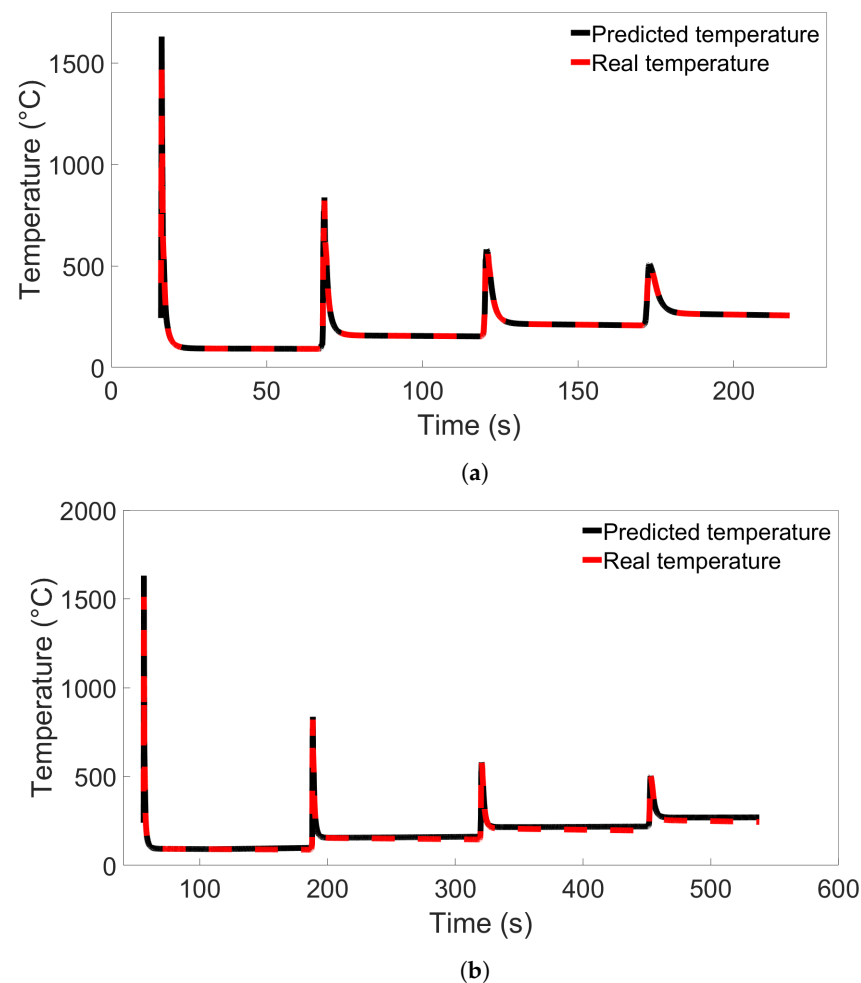 Predicted temperature
Real temperature
1500
1000
500
0
Temperature (°C)
0 50 100 150 200
Time (s)
(a)
2000
1500
1000
500
0
Predicted temperature
Real temperature
Temperature (°C)
100 200 300 400 500 600
Time (s)
(b)